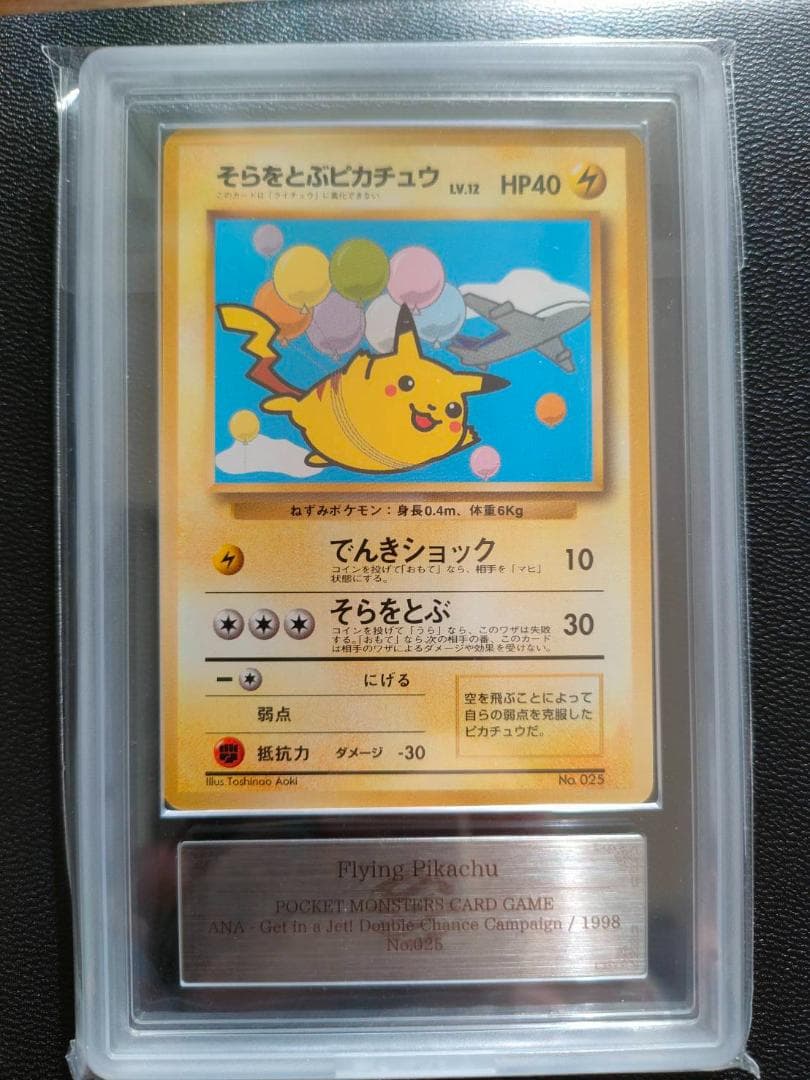 そらをとぶピカチュウ LV.12 HP40
このカードは「ライチュウ」に進化できない
ねずみポケモン：身長0.4m、体重6Kg
でんきショック 10
コインを投げて「おもて」なら、相手を「マヒ」
状態にする。
そらをとぶ 30
コインを投げて「うら」なら、このワザは失敗
する。「おもて」なら次の相手の番、このカード
は相手のワザによるダメージや効果を受けない。
にげる
弱点
抵抗力 ダメージ -30
空を飛ぶことによって
自らの弱点を克服した
ピカチュウだ。
Illus.Toshinao Aoki No. 025
Flying Pikachu
POCKET MONSTERS CARD GAME
ANA - Get in a Jet! Double Chance Campaign / 1998
No.025